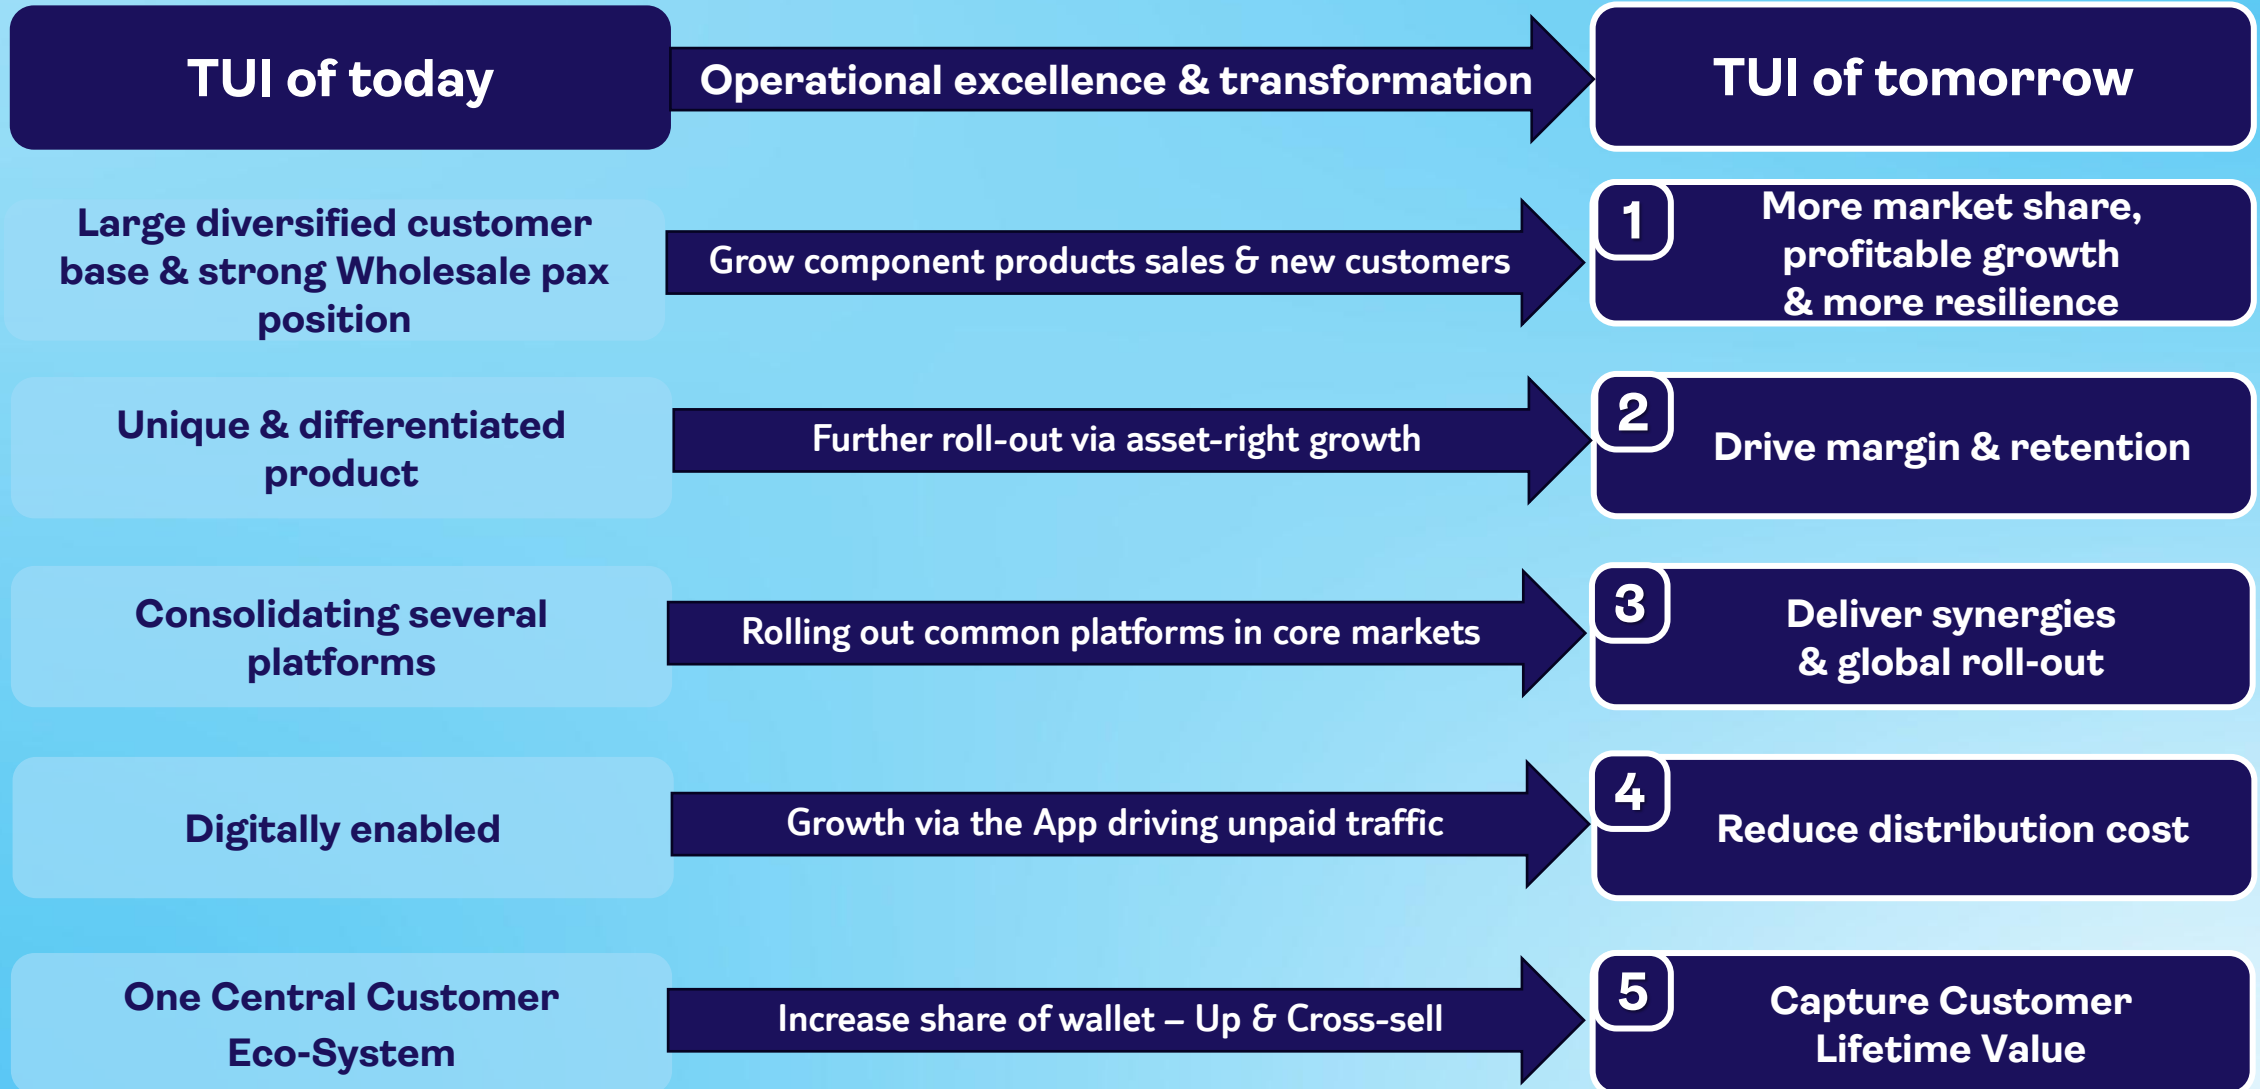 TUI of today
Operational excellence & transformation
TUI of tomorrow
Large diversified customer
base & strong Wholesale pax
position
Grow component products sales & new customers
1
More market share,
profitable growth
& more resilience
Unique & differentiated
product
Further roll-out via asset-right growth
2
Drive margin & retention
Consolidating several
platforms
Rolling out common platforms in core markets
3
Deliver synergies
& global roll-out
Digitally enabled
Growth via the App driving unpaid traffic
4
Reduce distribution cost
One Central Customer
Eco-System
Increase share of wallet – Up & Cross-sell
5
Capture Customer
Lifetime Value